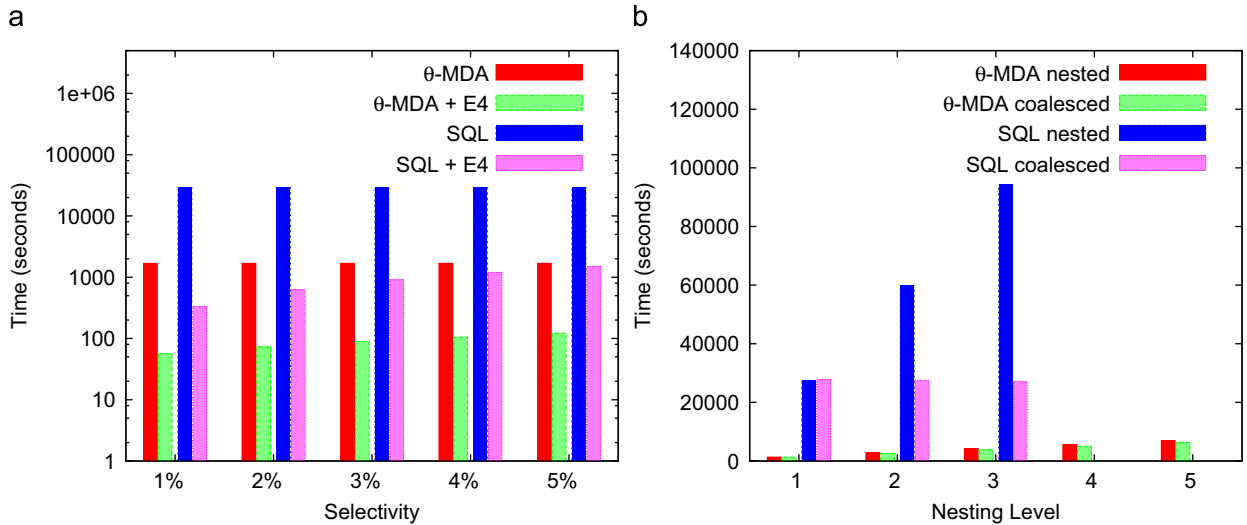 a
θ-MDA
θ-MDA + E4
SQL
SQL + E4
1e+06
100000
10000
1000
100
10
1
Time (seconds)
1% 2% 3% 4% 5%
Selectivity
b
θ-MDA nested
θ-MDA coalesced
SQL nested
SQL coalesced
140000
120000
100000
80000
60000
40000
20000
0
Time (seconds)
1 2 3 4 5
Nesting Level